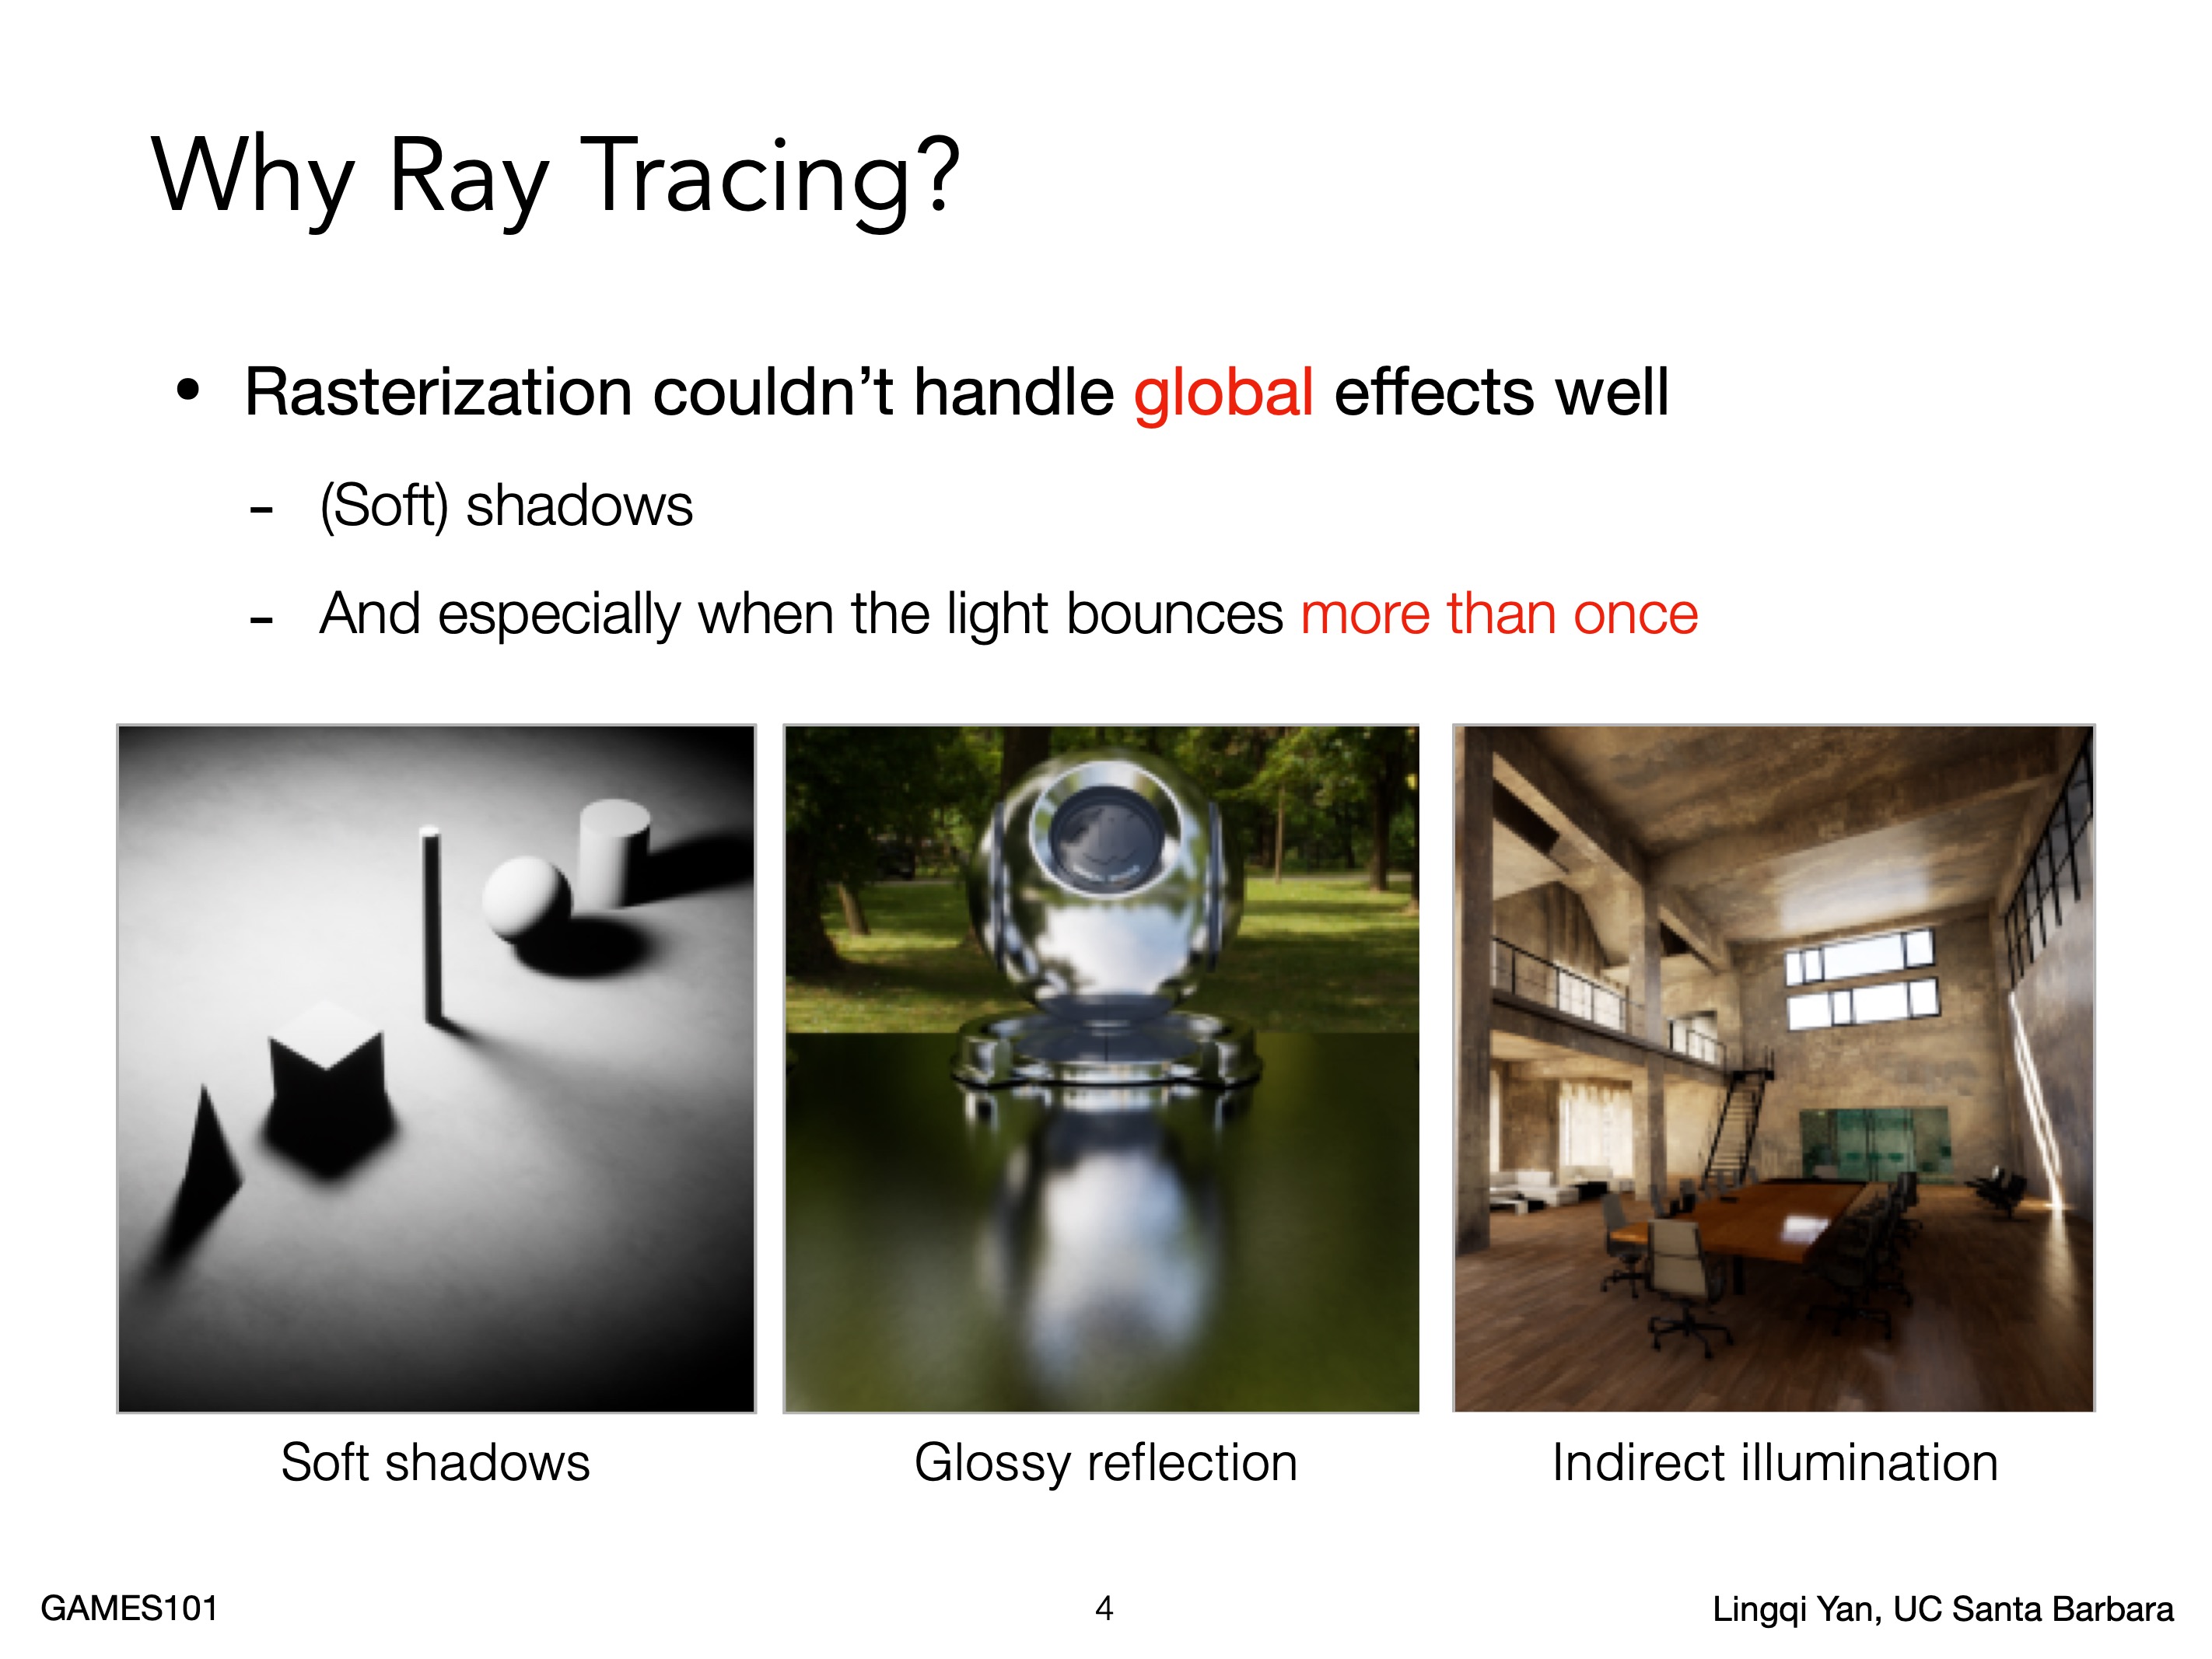 Why Ray Tracing?
• Rasterization couldn’t handle global effects well
- (Soft) shadows
- And especially when the light bounces more than once
Soft shadows
Glossy reflection
Indirect illumination
GAMES101
4
Lingqi Yan, UC Santa Barbara